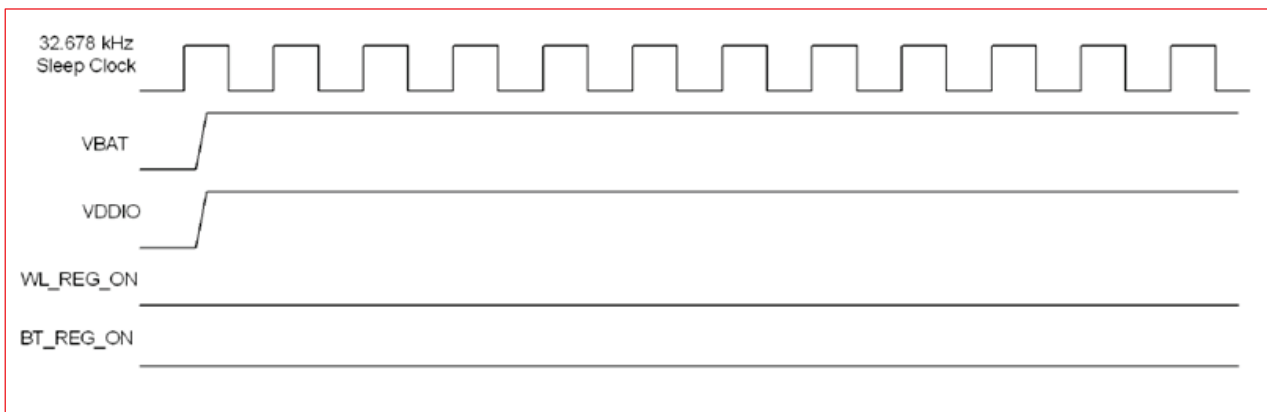 32.678 kHz
Sleep Clock
VBAT
VDDIO
WL_REG_ON
BT_REG_ON